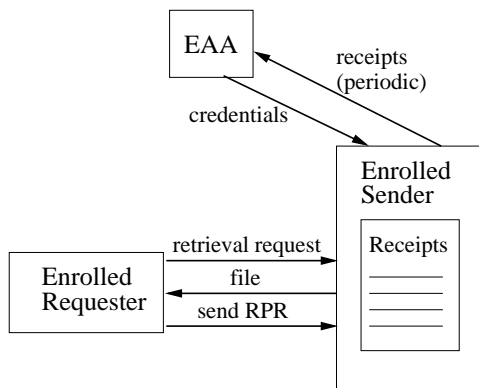 EAA
receipts
(periodic)
credentials
Enrolled
Sender
Receipts
retrieval request
file
send RPR
Enrolled
Requester